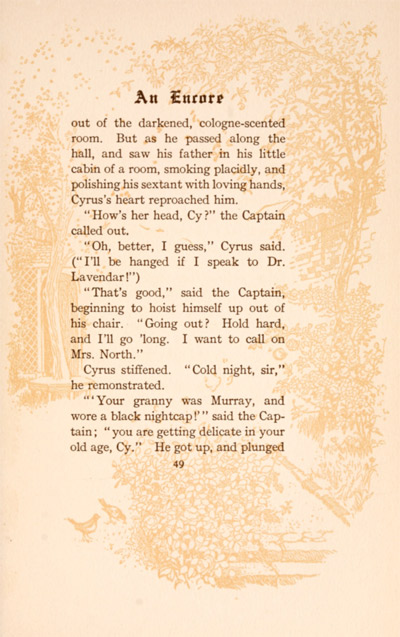 An Encore
out of the darkened, cologne-scented
room. But as he passed along the
hall, and saw his father in his little
cabin of a room, smoking placidly, and
polishing his sextant with loving hands,
Cyrus's heart reproached him.
"How's her head, Cy?" the Captain
called out.
"Oh, better, I guess," Cyrus said.
("I'll be hanged if I speak to Dr.
Lavendar!")
"That's good," said the Captain,
beginning to hoist himself up out of
his chair. "Going out? Hold hard,
and I'll go 'long. I want to call on
Mrs. North."
Cyrus stiffened. "Cold night, sir,"
he remonstrated.
"'Your granny was Murray, and
wore a black nightcap!'" said the Cap-
tain; "you are getting delicate in your
old age, Cy." He got up, and plunged
49